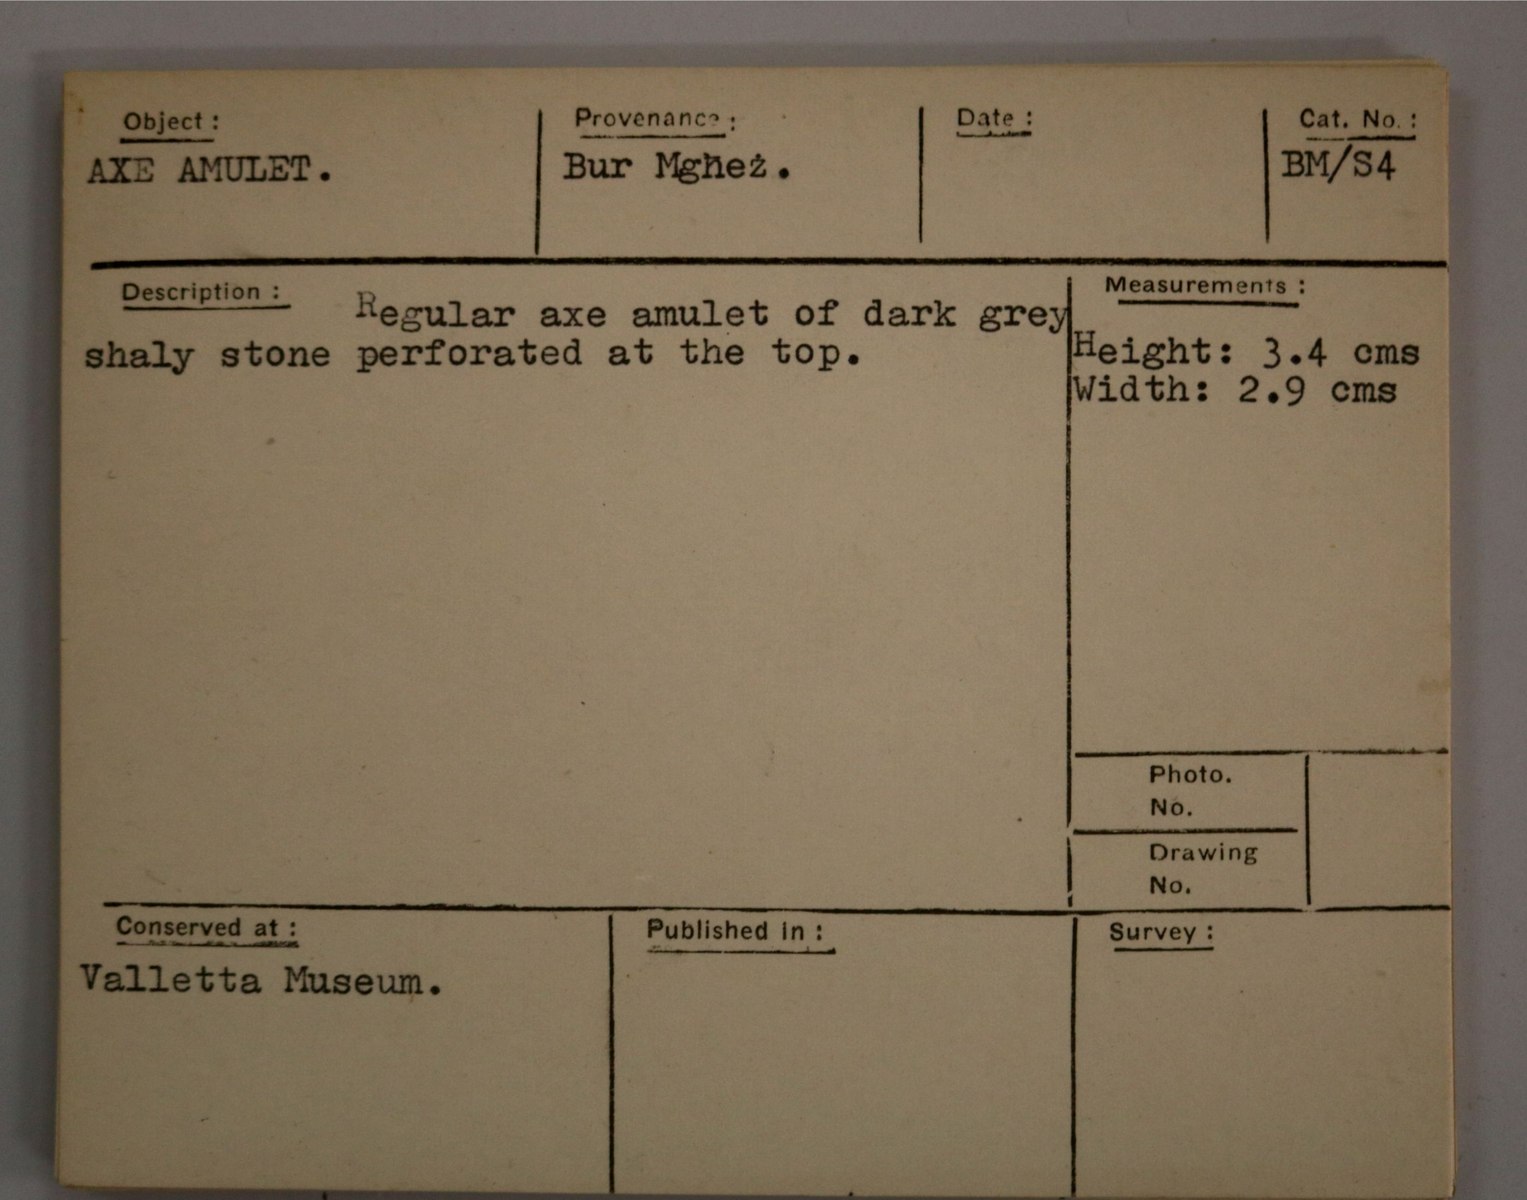 Object :
AXE AMULET.
Provenance :
Bur Mgħeż.
Date :
Cat. No. :
BM/S4
Description :
Regular axe amulet of dark grey
shaly stone perforated at the top.
Measurements :
Height: 3.4 cms
Width: 2.9 cms
Photo.
No.
Drawing
No.
Conserved at :
Valletta Museum.
Published in :
Survey :